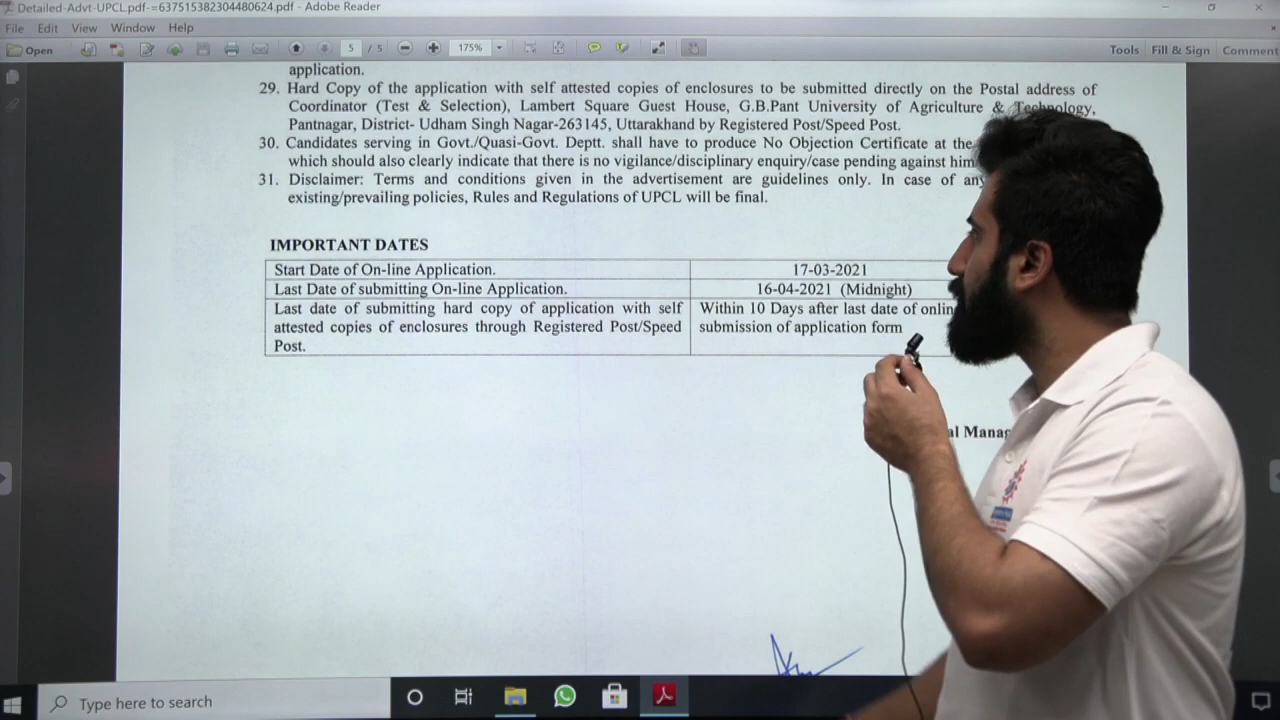 Detailed-Advt-UPCL.pdf-=637515382304480624.pdf - Adobe Reader
File Edit View Window Help
Open 5 / 5 175% Tools Fill & Sign Comment
application.
29. Hard Copy of the application with self attested copies of enclosures to be submitted directly on the Postal address of
Coordinator (Test & Selection), Lambert Square Guest House, G.B.Pant University of Agriculture & Technology,
Pantnagar, District- Udham Singh Nagar-263145, Uttarakhand by Registered Post/Speed Post.
30. Candidates serving in Govt./Quasi-Govt. Deptt. shall have to produce No Objection Certificate at the
which should also clearly indicate that there is no vigilance/disciplinary enquiry/case pending against him
31. Disclaimer: Terms and conditions given in the advertisement are guidelines only. In case of any
existing/prevailing policies, Rules and Regulations of UPCL will be final.
IMPORTANT DATES
Start Date of On-line Application. 17-03-2021
Last Date of submitting On-line Application. 16-04-2021 (Midnight)
Last date of submitting hard copy of application with self Within 10 Days after last date of onlin
attested copies of enclosures through Registered Post/Speed submission of application form
Post.
al Manag
Type here to search